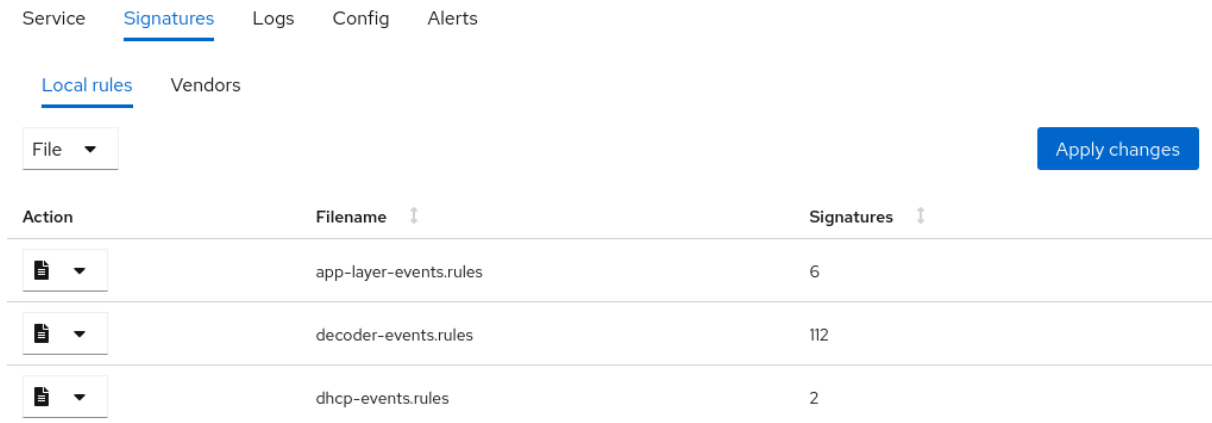 Service Signatures Logs Config Alerts
Local rules Vendors
File Apply changes
Action Filename Signatures
app-layer-events.rules 6
decoder-events.rules 112
dhcp-events.rules 2